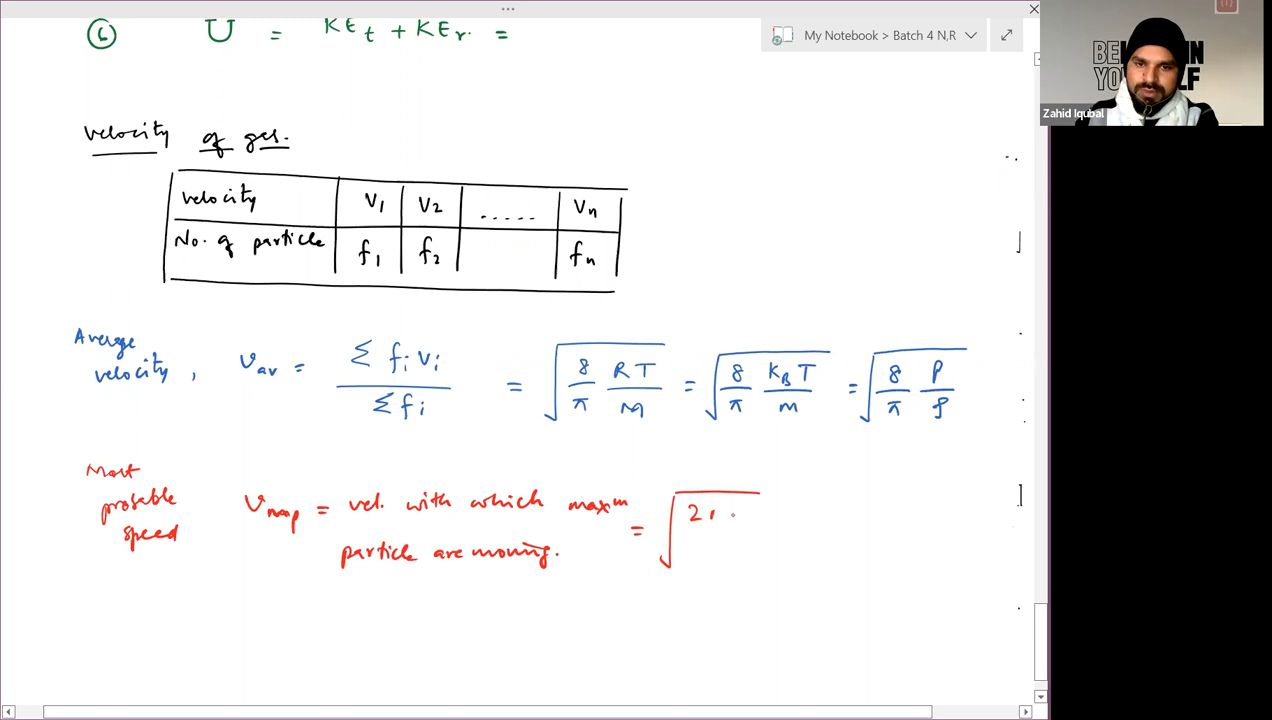 ⑥ U = KEt + KEr. =
My Notebook > Batch 4 N,R
Zahid Iqubal
velocity of gas.
velocity | v1 | v2 | ..... | vn
No. of particle | f1 | f2 | | fn
Average velocity, vav = Σ fi vi / Σ fi = √(8/π RT/M) = √(8/π KBT/m) = √(8/π P/ρ)
Most probable speed vmp = vel. with which maxm
particle are moving. = √2